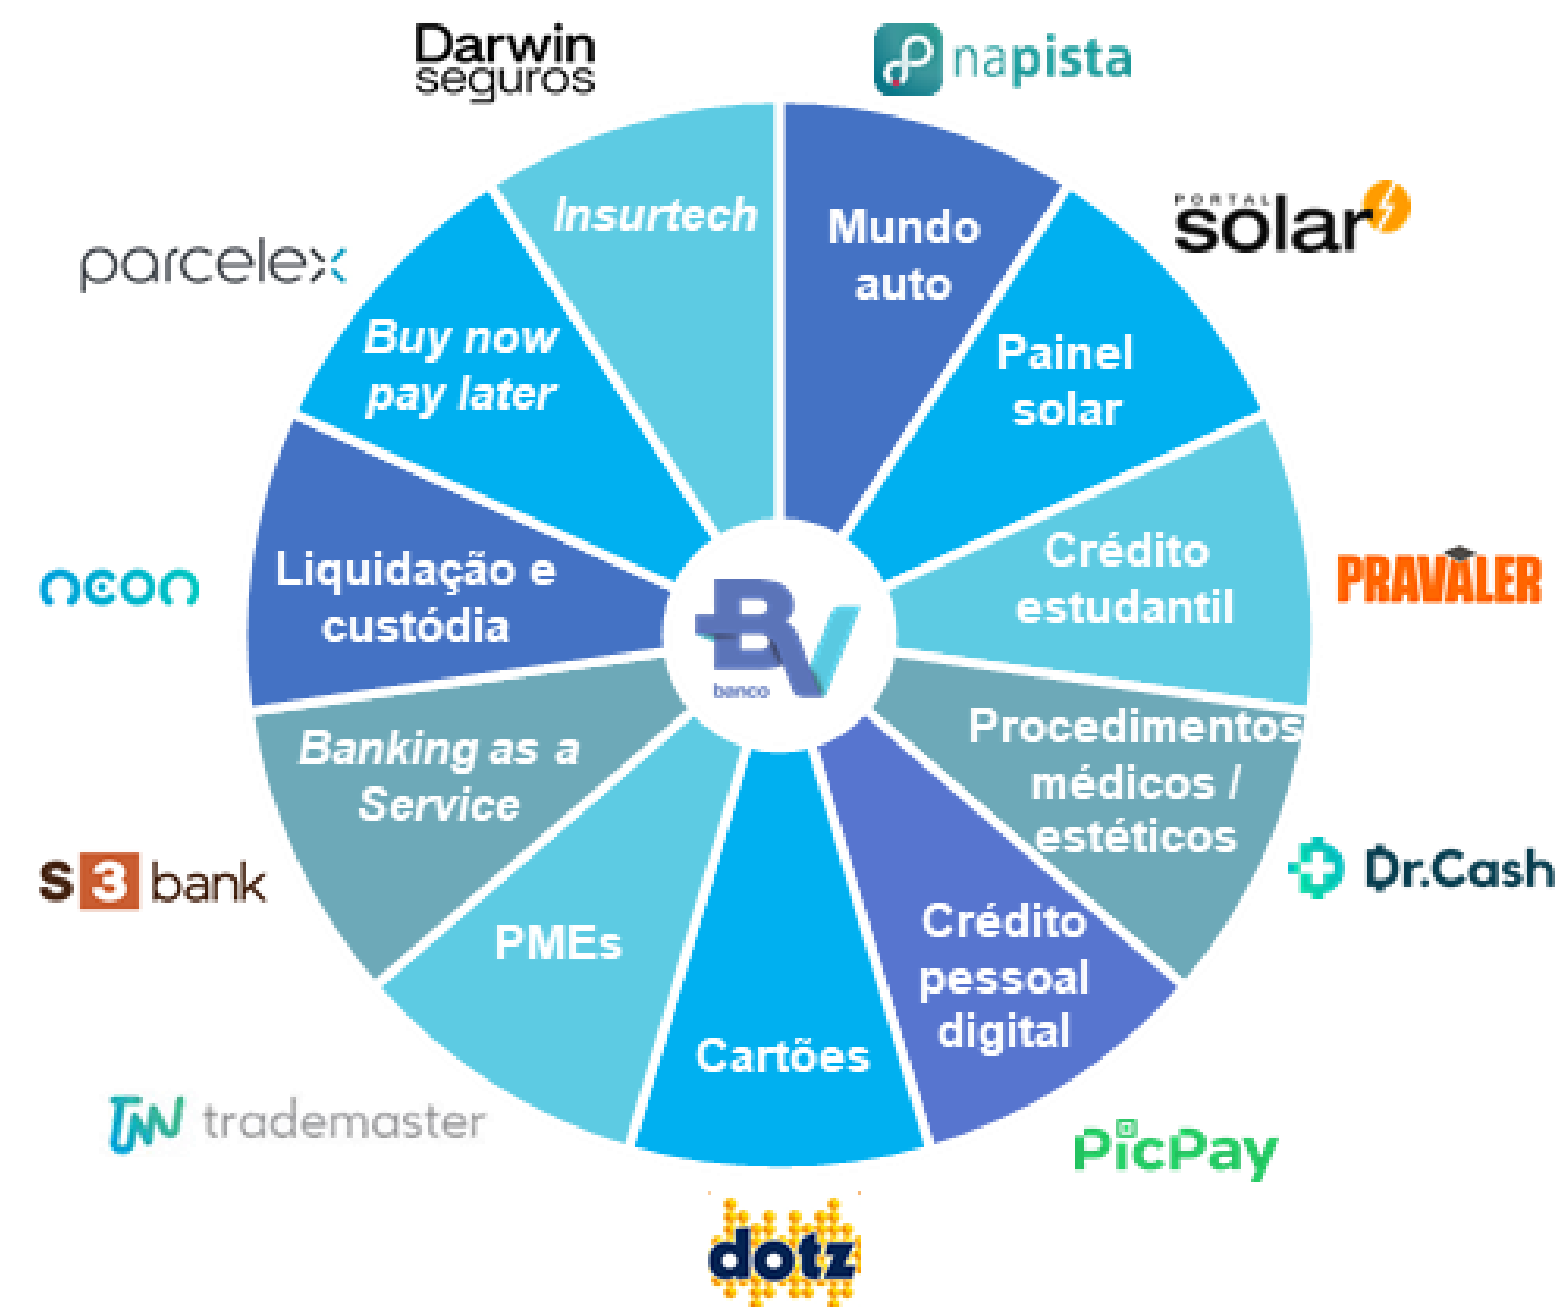 Darwin
seguros
napista
PORTAL
solar
Insurtech
Mundo
auto
parcelex
Buy now
pay later
Painel
solar
neon
Liquidação e
custódia
Crédito
estudantil
PRAVALER
BV
banco
Banking as a
Service
Procedimentos
médicos /
estéticos
S3 bank
Dr.Cash
PMEs
Crédito
pessoal
digital
Cartões
TM trademaster
PicPay
dotz